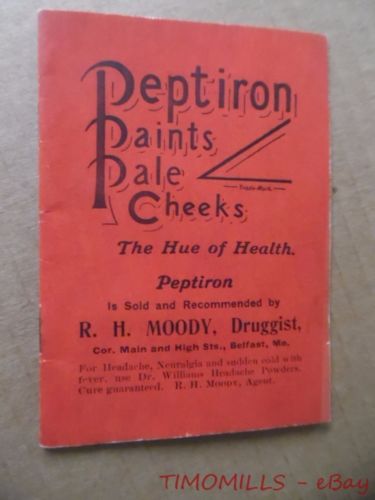 Peptiron
Paints
Pale
Cheeks
Trade-Mark.
The Hue of Health.
Peptiron
Is Sold and Recommended by
R. H. MOODY, Druggist,
Cor. Main and High Sts., Belfast, Me.
For Headache, Neuralgia and sudden cold with
fever, use Dr. Williams Headache Powders.
Cure guaranteed. R. H. Moody, Agent.
TIMOMILLS - eBay